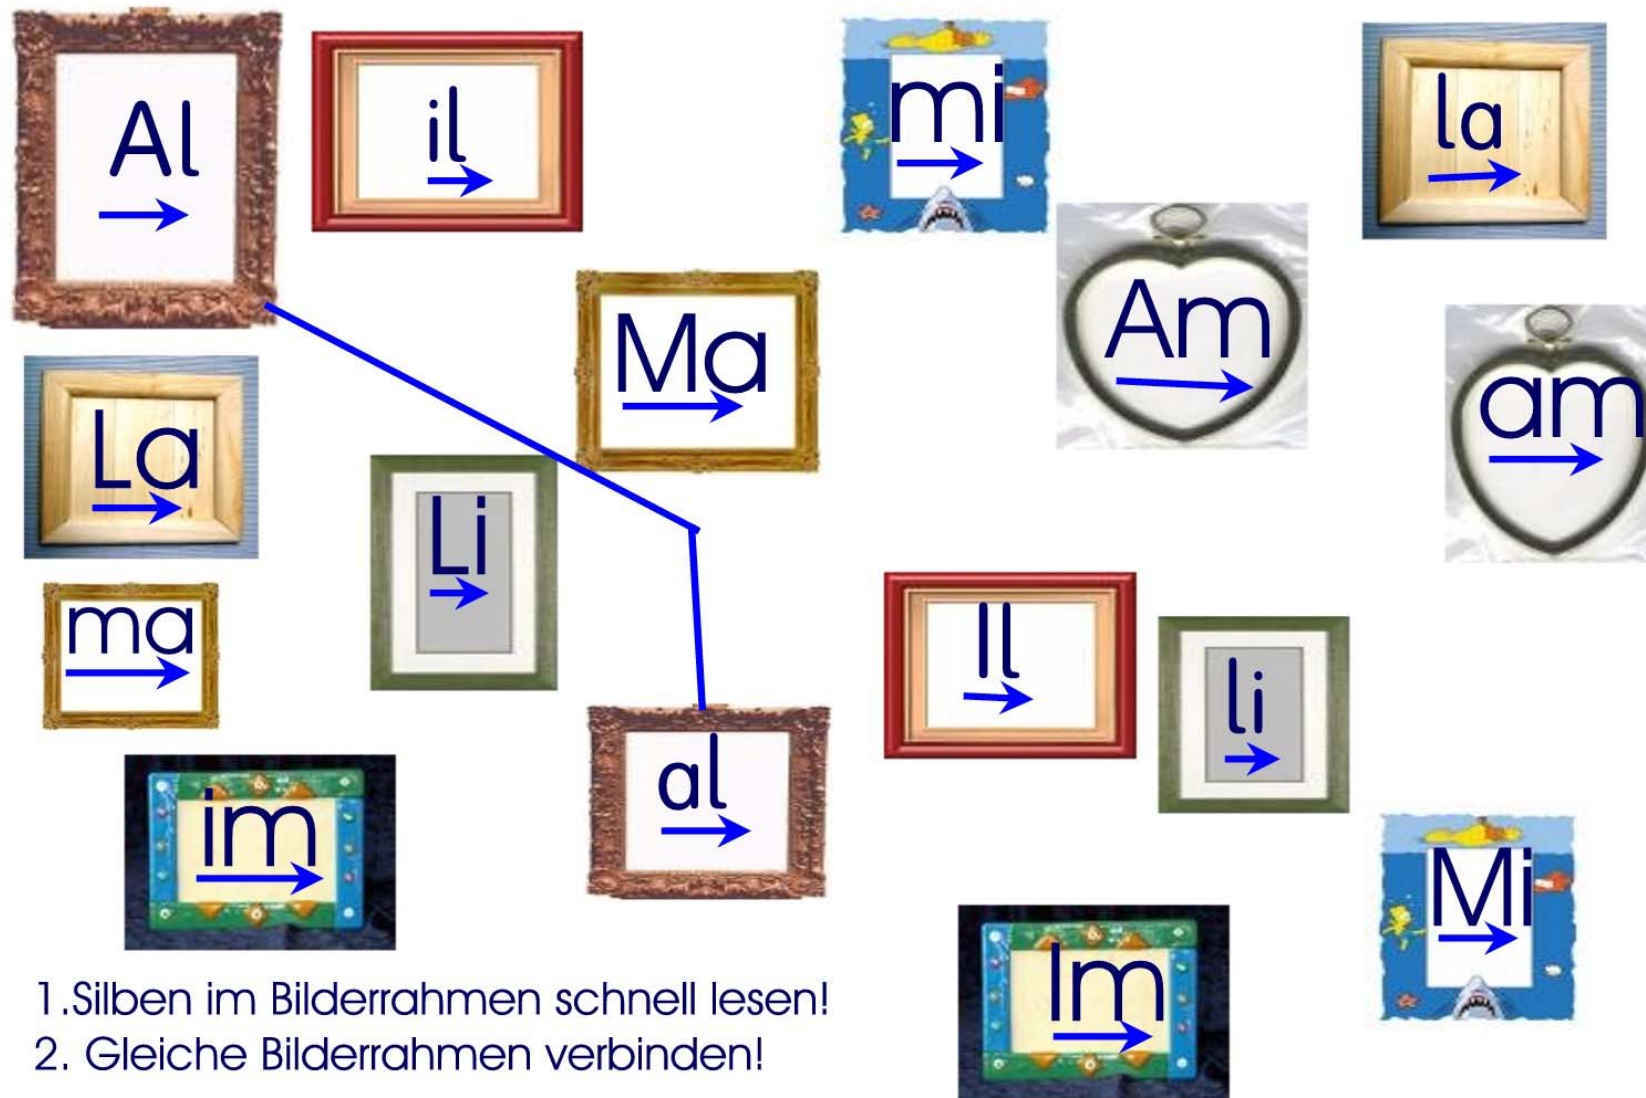 Al
il
mi
la
Ma
Am
am
La
Li
ma
Il
li
al
im
Mi
Im
1.Silben im Bilderrahmen schnell lesen!
2. Gleiche Bilderrahmen verbinden!